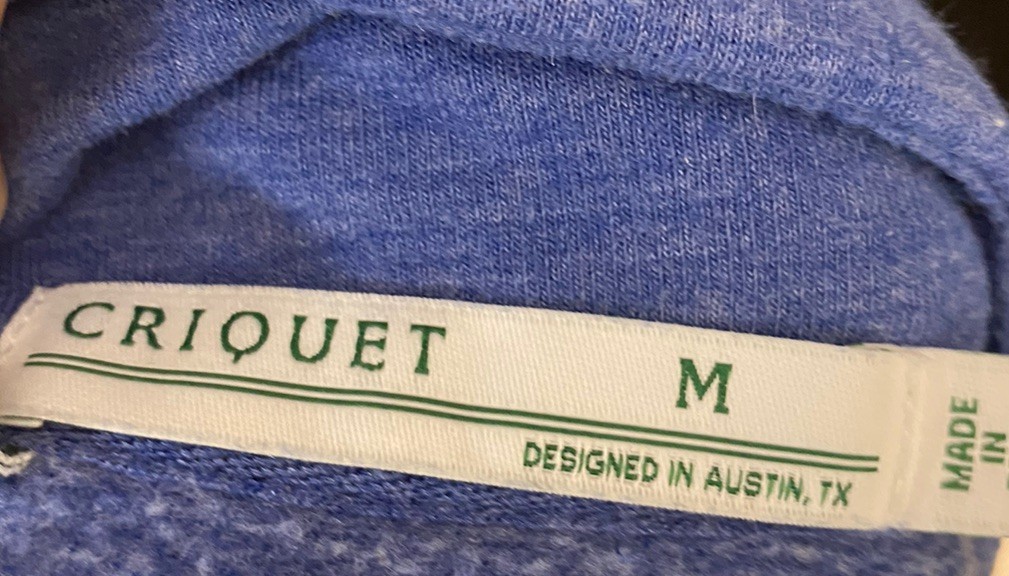 CRIQUET M
DESIGNED IN AUSTIN, TX
MADE
IN